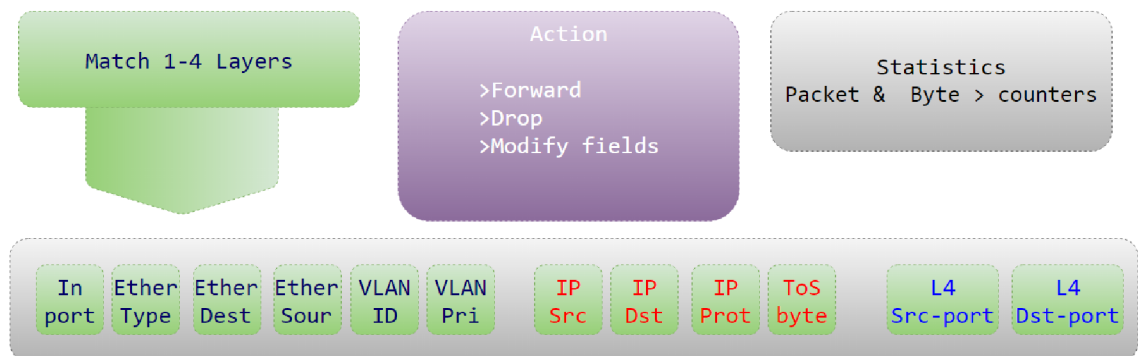 Match 1-4 Layers
Action
>Forward
>Drop
>Modify fields
Statistics
Packet & Byte > counters
In
port
Ether
Type
Ether
Dest
Ether
Sour
VLAN
ID
VLAN
Pri
IP
Src
IP
Dst
IP
Prot
ToS
byte
L4
Src-port
L4
Dst-port